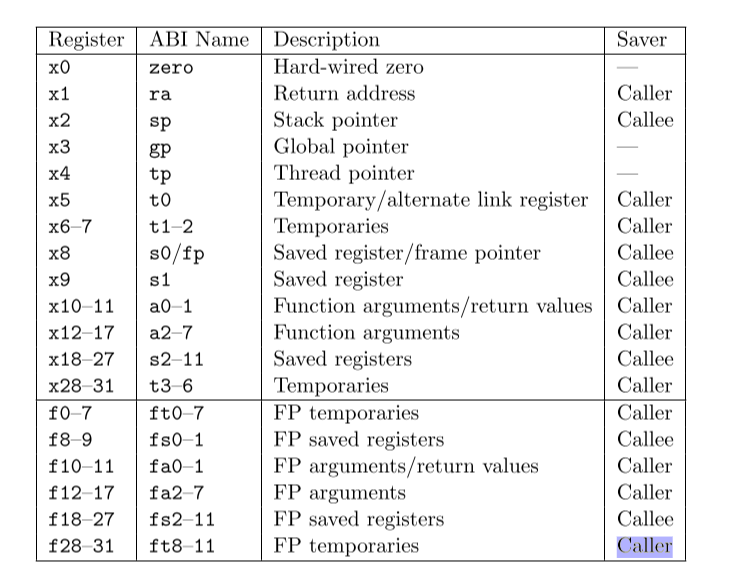 Register ABI Name Description Saver
x0 zero Hard-wired zero —
x1 ra Return address Caller
x2 sp Stack pointer Callee
x3 gp Global pointer —
x4 tp Thread pointer —
x5 t0 Temporary/alternate link register Caller
x6–7 t1–2 Temporaries Caller
x8 s0/fp Saved register/frame pointer Callee
x9 s1 Saved register Callee
x10–11 a0–1 Function arguments/return values Caller
x12–17 a2–7 Function arguments Caller
x18–27 s2–11 Saved registers Callee
x28–31 t3–6 Temporaries Caller
f0–7 ft0–7 FP temporaries Caller
f8–9 fs0–1 FP saved registers Callee
f10–11 fa0–1 FP arguments/return values Caller
f12–17 fa2–7 FP arguments Caller
f18–27 fs2–11 FP saved registers Callee
f28–31 ft8–11 FP temporaries Caller